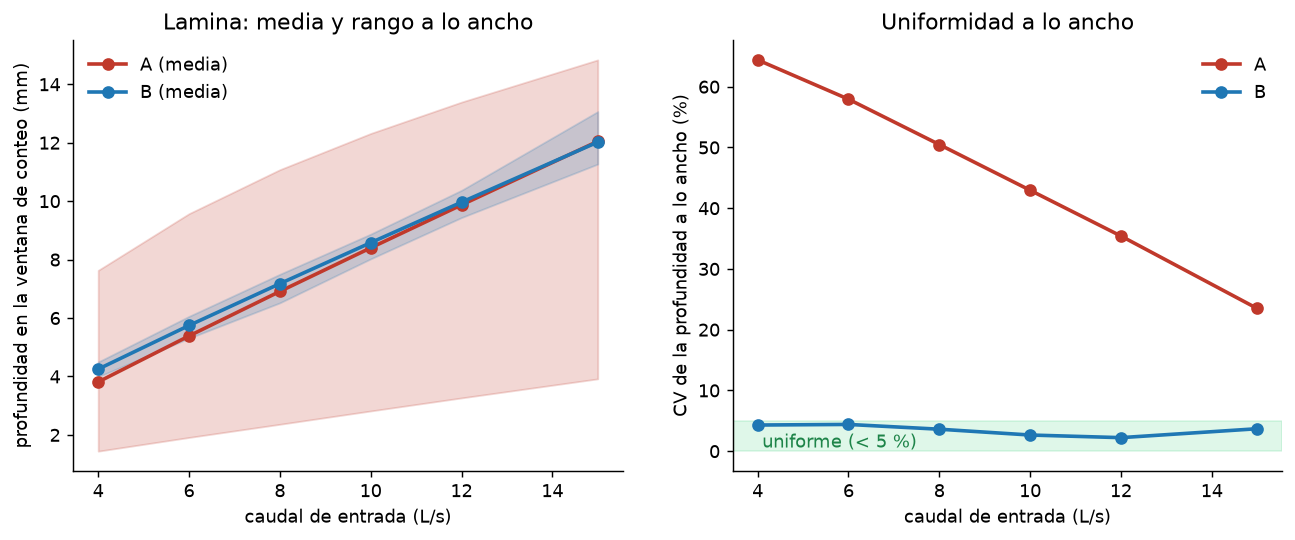 Lamina: media y rango a lo ancho
A (media)
B (media)
profundidad en la ventana de conteo (mm)
14
12
10
8
6
4
2
4
6
8
10
12
14
caudal de entrada (L/s)
Uniformidad a lo ancho
A
B
CV de la profundidad a lo ancho (%)
60
50
40
30
20
10
0
uniforme (< 5 %)
4
6
8
10
12
14
caudal de entrada (L/s)